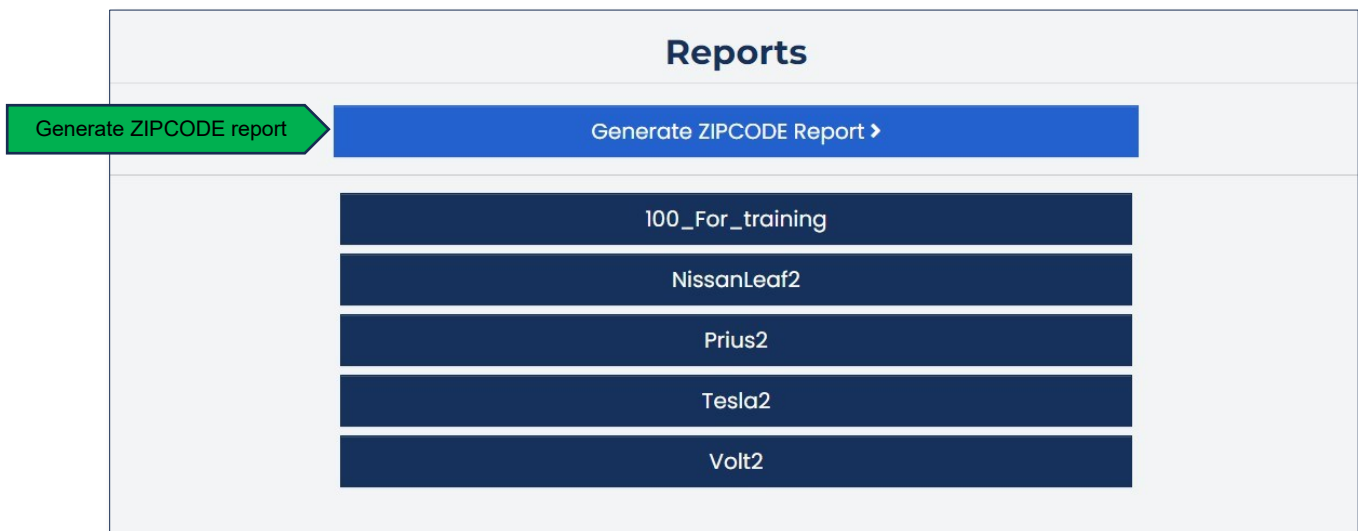 Reports
Generate ZIPCODE report
Generate ZIPCODE Report >
100_For_training
NissanLeaf2
Prius2
Tesla2
Volt2